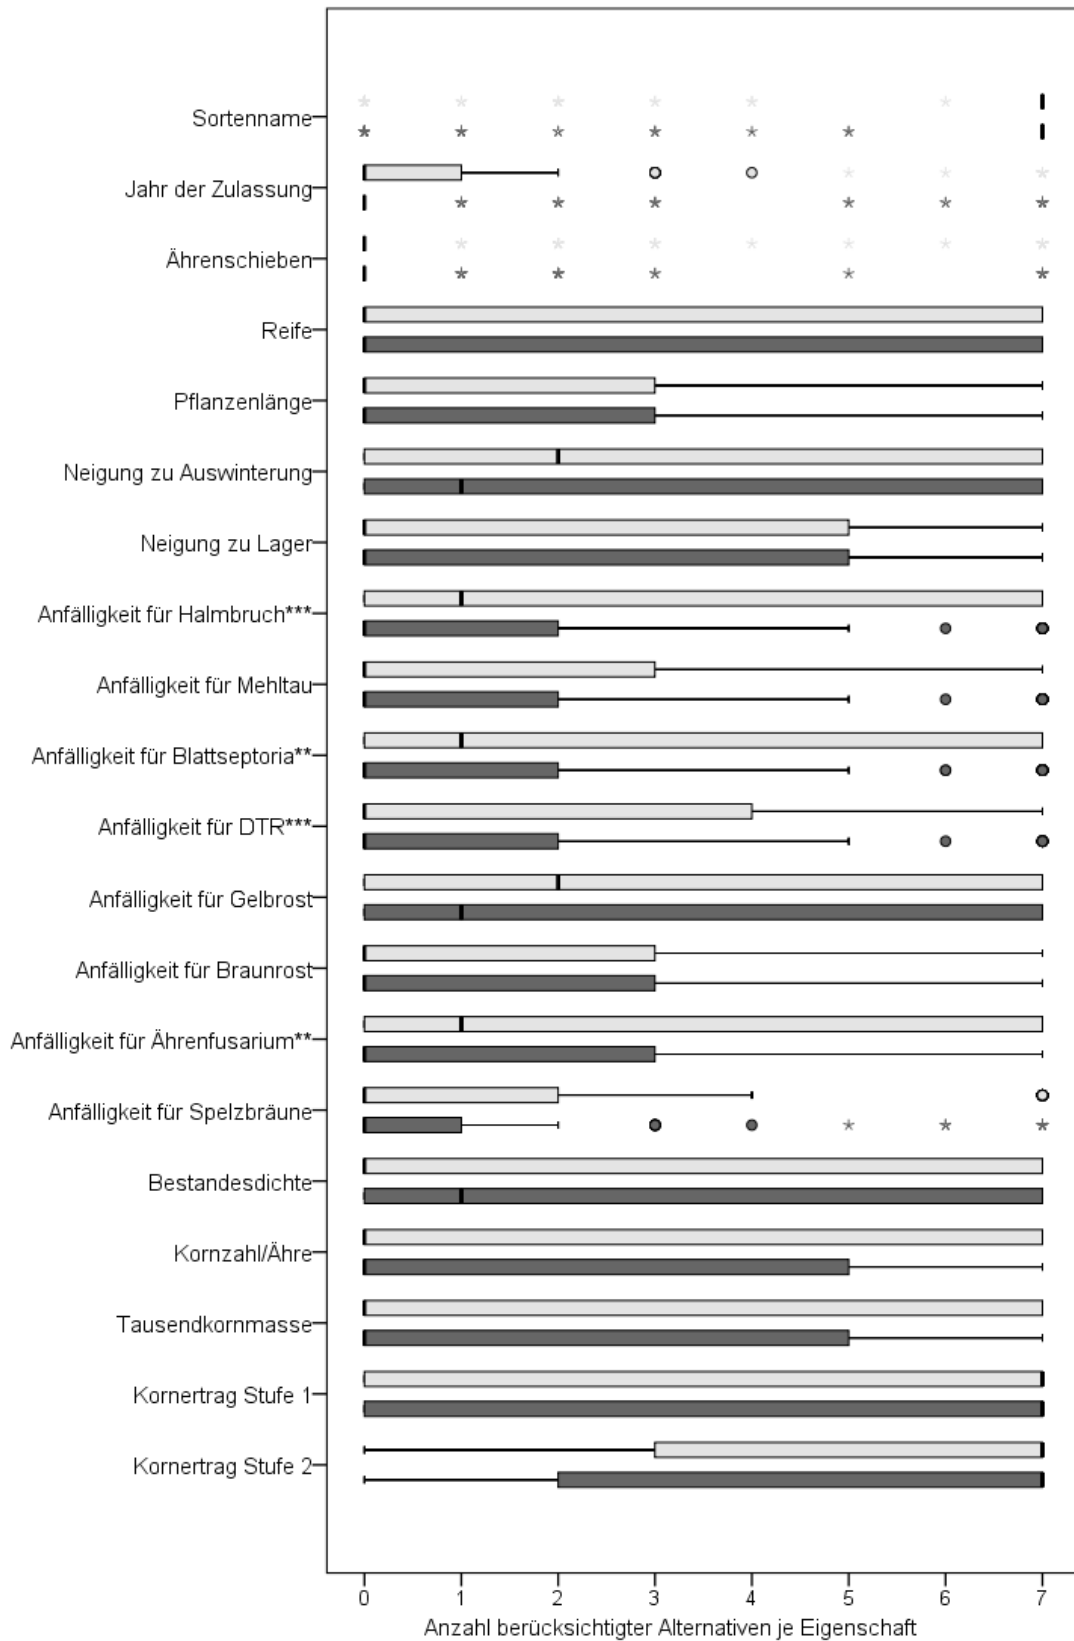 Sortenname
Jahr der Zulassung
Ährenschieben
Reife
Pflanzenlänge
Neigung zu Auswinterung
Neigung zu Lager
Anfälligkeit für Halmbruch***
Anfälligkeit für Mehltau
Anfälligkeit für Blattseptoria**
Anfälligkeit für DTR***
Anfälligkeit für Gelbrost
Anfälligkeit für Braunrost
Anfälligkeit für Ährenfusarium**
Anfälligkeit für Spelzbräune
Bestandesdichte
Kornzahl/Ähre
Tausendkornmasse
Kornertrag Stufe 1
Kornertrag Stufe 2
0 1 2 3 4 5 6 7
Anzahl berücksichtigter Alternativen je Eigenschaft